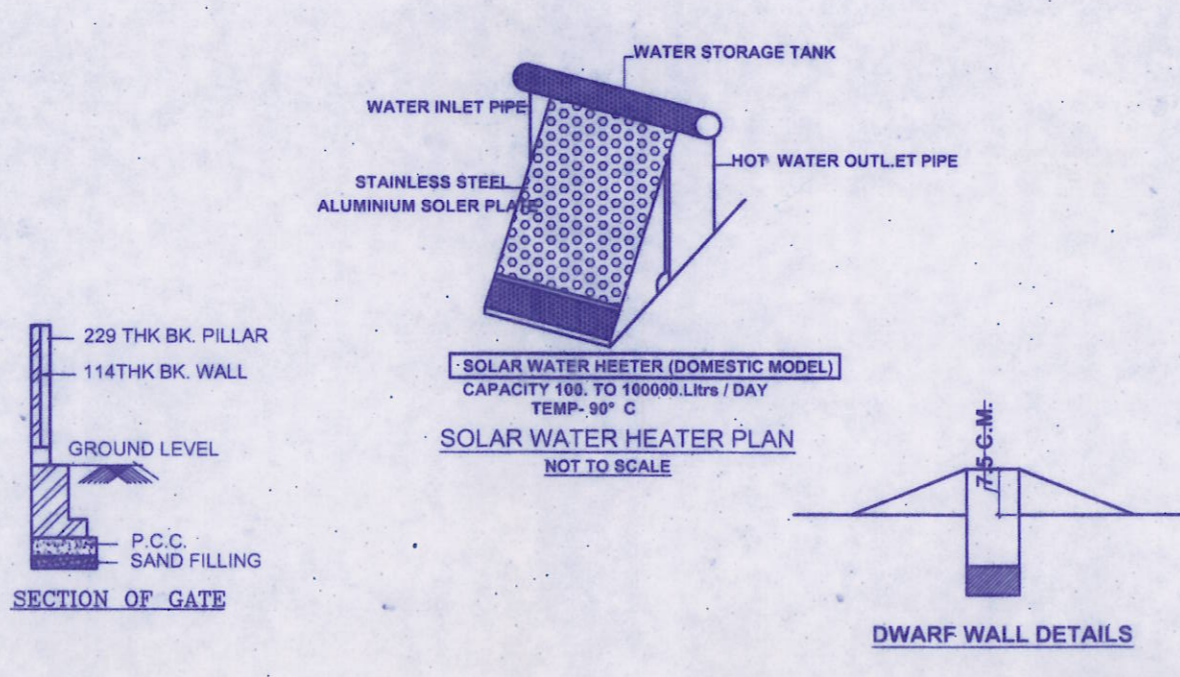 WATER STORAGE TANK
WATER INLET PIPE
HOT WATER OUTLET PIPE
STAINLESS STEEL
ALUMINIUM SOLER PLATE
SOLAR WATER HEETER (DOMESTIC MODEL)
CAPACITY 100. TO 100000.Litrs / DAY
TEMP- 90° C
SOLAR WATER HEATER PLAN
NOT TO SCALE
229 THK BK. PILLAR
114THK BK. WALL
GROUND LEVEL
P.C.C.
SAND FILLING
SECTION OF GATE
7.5 C.M.
DWARF WALL DETAILS